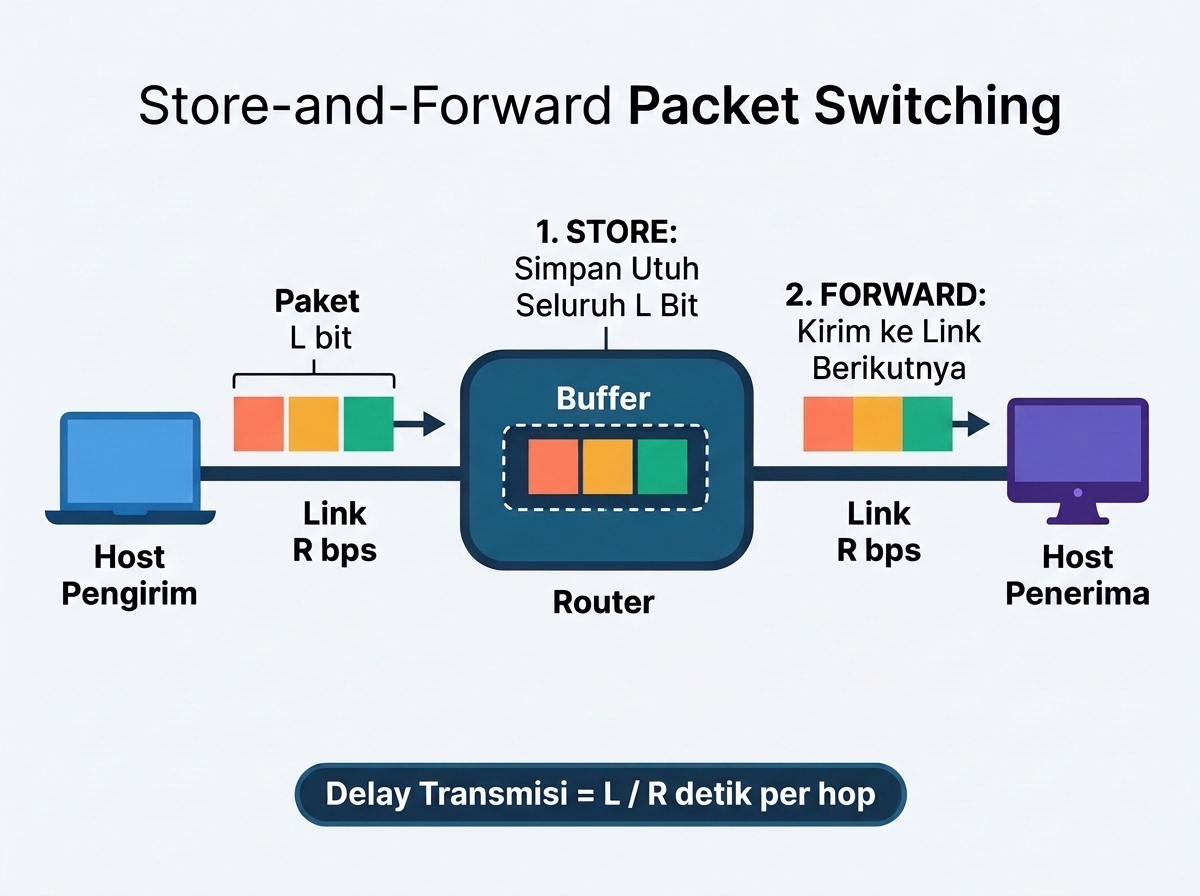 Store-and-Forward Packet Switching
1. STORE:
Simpan Utuh
Seluruh L Bit
Paket
L bit
2. FORWARD:
Kirim ke Link
Berikutnya
Buffer
Link
R bps
Link
R bps
Host
Pengirim
Router
Host
Penerima
Delay Transmisi = L / R detik per hop